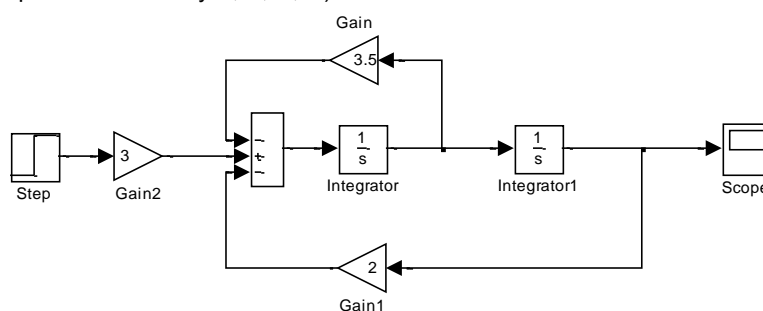 Gain
3.5
−
+
−
3
1
s
1
s
Step
Gain2
Integrator
Integrator1
Scope
2
Gain1